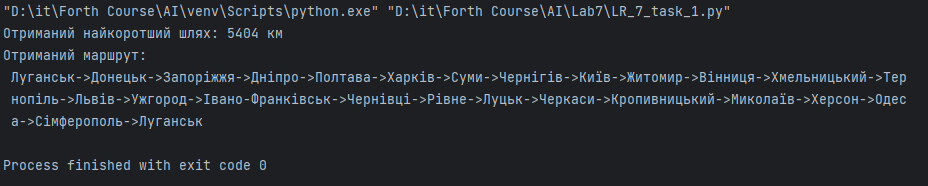 "D:\it\Forth Course\AI\venv\Scripts\python.exe" "D:\it\Forth Course\AI\Lab7\LR_7_task_1.py"
Отриманий найкоротший шлях: 5404 км
Отриманий маршрут:
Луганськ->Донецьк->Запоріжжя->Дніпро->Полтава->Харків->Суми->Чернігів->Київ->Житомир->Вінниця->Хмельницький->Тер
нопіль->Львів->Ужгород->Івано-Франківськ->Чернівці->Рівне->Луцьк->Черкаси->Кропивницький->Миколаїв->Херсон->Одес
а->Сімферополь->Луганськ
Process finished with exit code 0